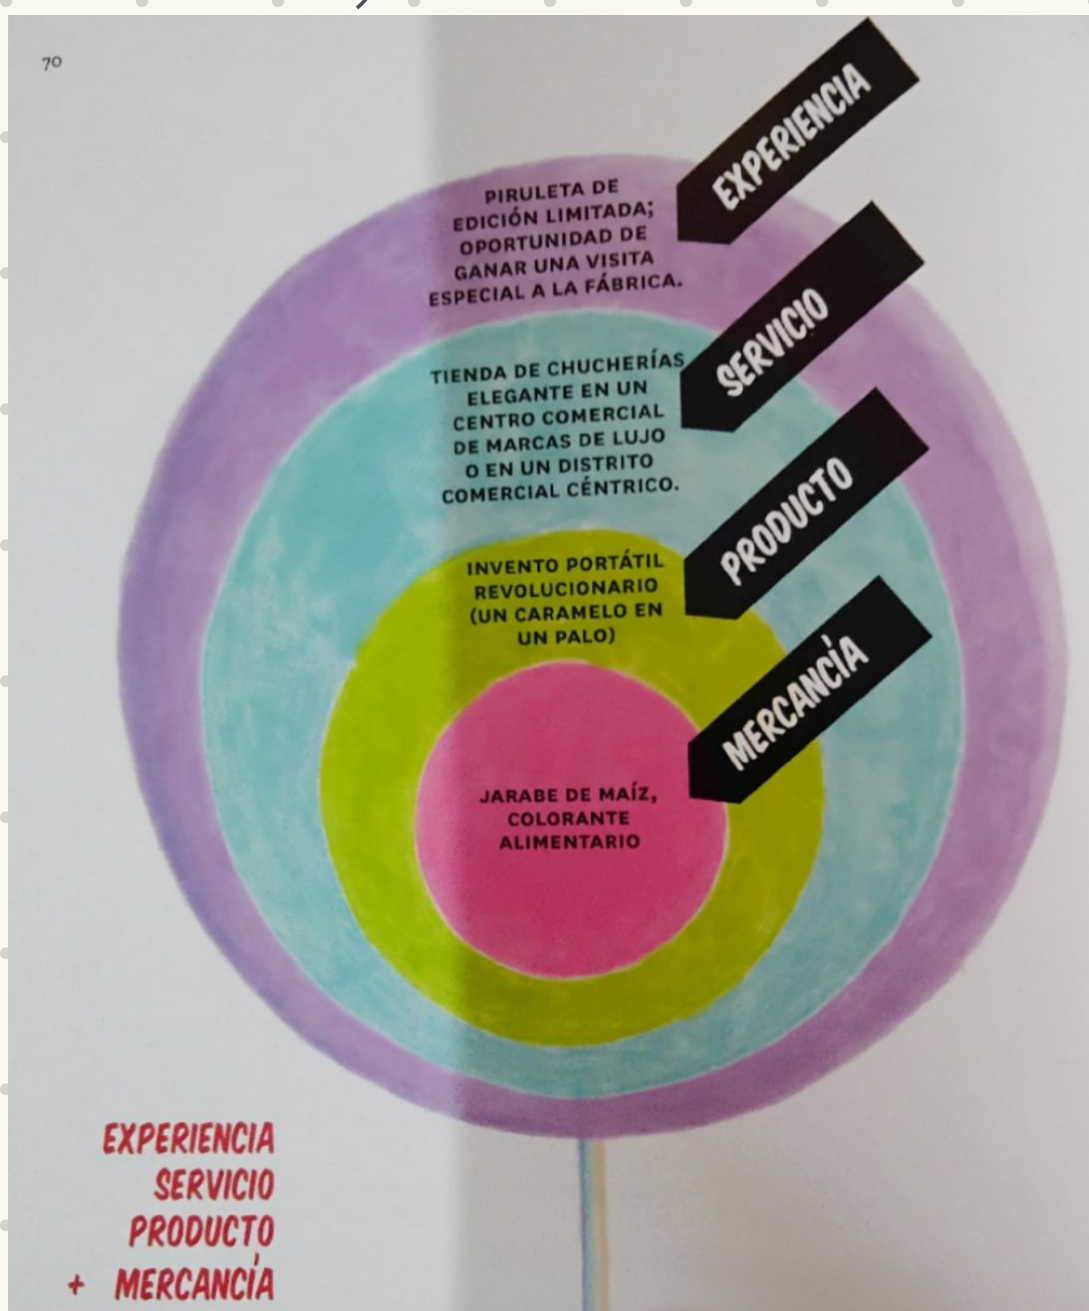 70
EXPERIENCIA
PIRULETA DE
EDICIÓN LIMITADA;
OPORTUNIDAD DE
GANAR UNA VISITA
ESPECIAL A LA FÁBRICA.
SERVICIO
TIENDA DE CHUCHERÍAS
ELEGANTE EN UN
CENTRO COMERCIAL
DE MARCAS DE LUJO
O EN UN DISTRITO
COMERCIAL CÉNTRICO.
PRODUCTO
INVENTO PORTÁTIL
REVOLUCIONARIO
(UN CARAMELO EN
UN PALO)
MERCANCÍA
JARABE DE MAÍZ,
COLORANTE
ALIMENTARIO
EXPERIENCIA
SERVICIO
PRODUCTO
+ MERCANCÍA